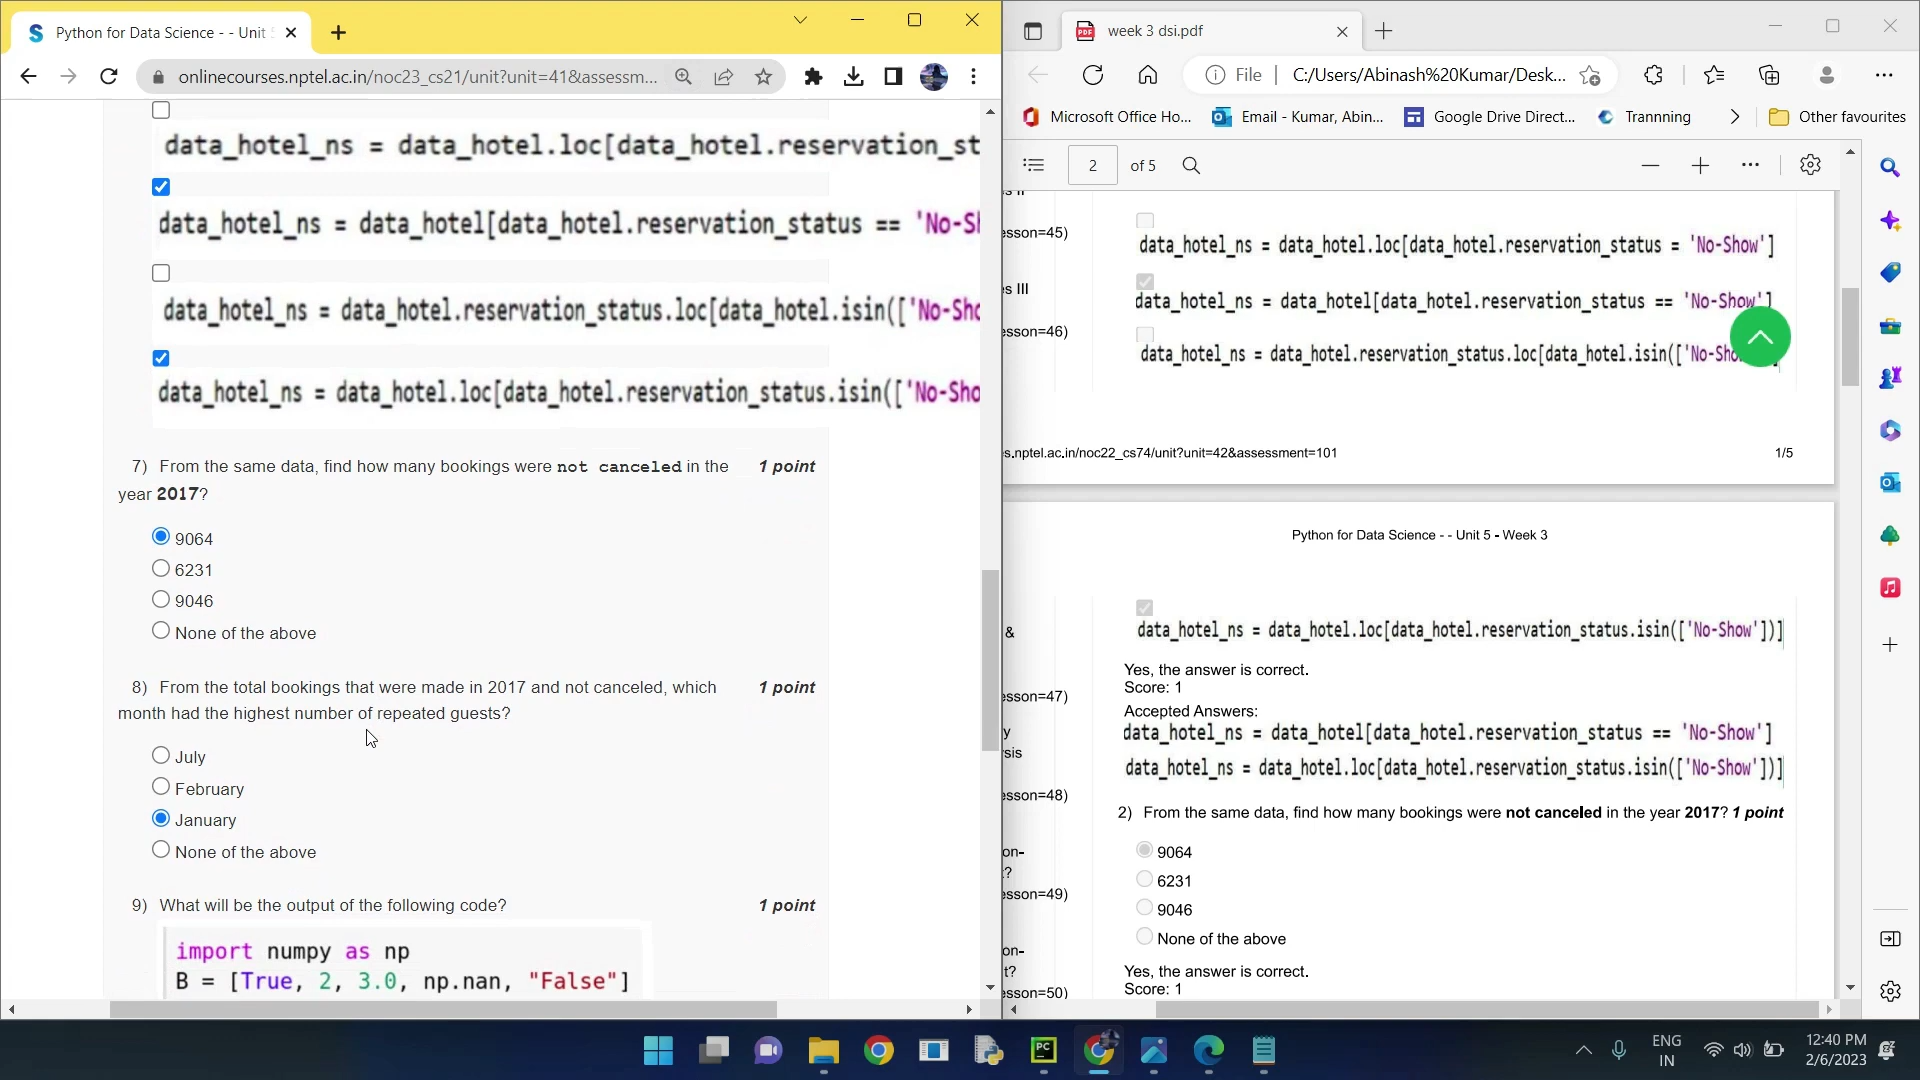 Python for Data Science - - Unit 5
onlinecourses.nptel.ac.in/noc23_cs21/unit?unit=41&assessm...
data_hotel_ns = data_hotel.loc[data_hotel.reservation_st
data_hotel_ns = data_hotel[data_hotel.reservation_status == 'No-Sh
data_hotel_ns = data_hotel.reservation_status.loc[data_hotel.isin(['No-Sho
data_hotel_ns = data_hotel.loc[data_hotel.reservation_status.isin(['No-Sho
7) From the same data, find how many bookings were not canceled in the 1 point
year 2017?
9064
6231
9046
None of the above
8) From the total bookings that were made in 2017 and not canceled, which 1 point
month had the highest number of repeated guests?
July
February
January
None of the above
9) What will be the output of the following code? 1 point
import numpy as np
B = [True, 2, 3.0, np.nan, "False"]
week 3 dsi.pdf
File
C:/Users/Abinash%20Kumar/Desk...
Microsoft Office Ho... Email - Kumar, Abin... Google Drive Direct... Trannning Other favourites
2 of 5
esson=45)
data_hotel_ns = data_hotel.loc[data_hotel.reservation_status = 'No-Show']
s III
data_hotel_ns = data_hotel[data_hotel.reservation_status == 'No-Show']
esson=46)
data_hotel_ns = data_hotel.reservation_status.loc[data_hotel.isin(['No-Sho
s.nptel.ac.in/noc22_cs74/unit?unit=42&assessment=101 1/5
Python for Data Science - - Unit 5 - Week 3
&
data_hotel_ns = data_hotel.loc[data_hotel.reservation_status.isin(['No-Show'])]
Yes, the answer is correct.
Score: 1
esson=47)
Accepted Answers:
y
data_hotel_ns = data_hotel[data_hotel.reservation_status == 'No-Show']
sis
data_hotel_ns = data_hotel.loc[data_hotel.reservation_status.isin(['No-Show'])]
esson=48)
2) From the same data, find how many bookings were not canceled in the year 2017? 1 point
on-
9064
?
6231
esson=49)
9046
None of the above
on-
t?
Yes, the answer is correct.
Score: 1
esson=50)
PC
ENG
IN
12:40 PM
2/6/2023